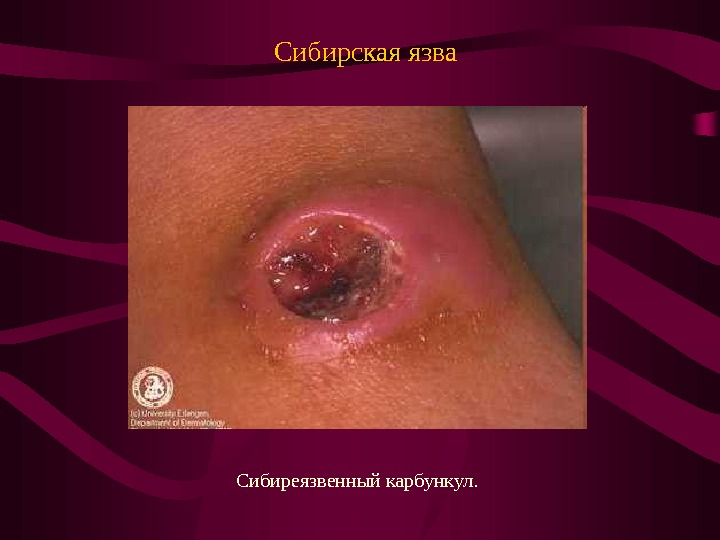 Сибирская язва
(c) University Erlangen,
Department of Dermatology
Сибиреязвенный карбункул.